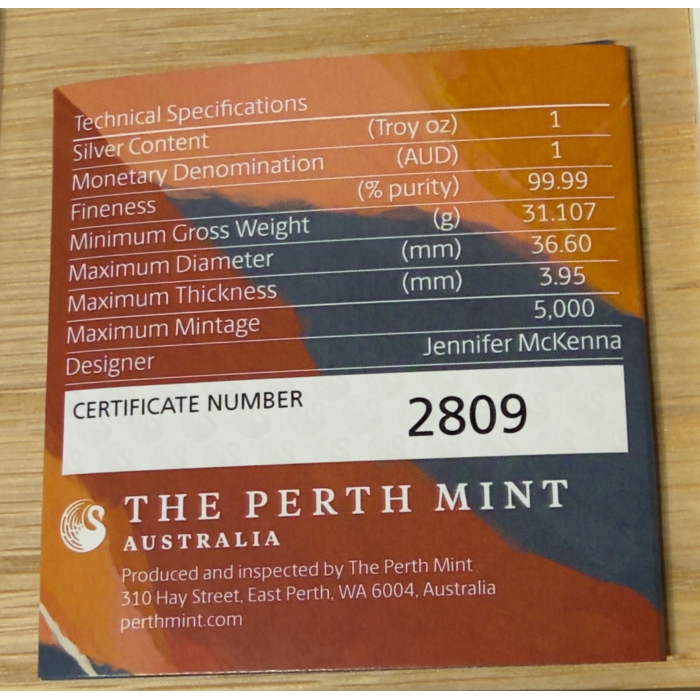 Technical Specifications
Silver Content (Troy oz) 1
Monetary Denomination (AUD) 1
Fineness (% purity) 99.99
Minimum Gross Weight (g) 31.107
Maximum Diameter (mm) 36.60
Maximum Thickness (mm) 3.95
Maximum Mintage 5,000
Designer Jennifer McKenna
CERTIFICATE NUMBER 2809
THE PERTH MINT
AUSTRALIA
Produced and inspected by The Perth Mint
310 Hay Street, East Perth, WA 6004, Australia
perthmint.com